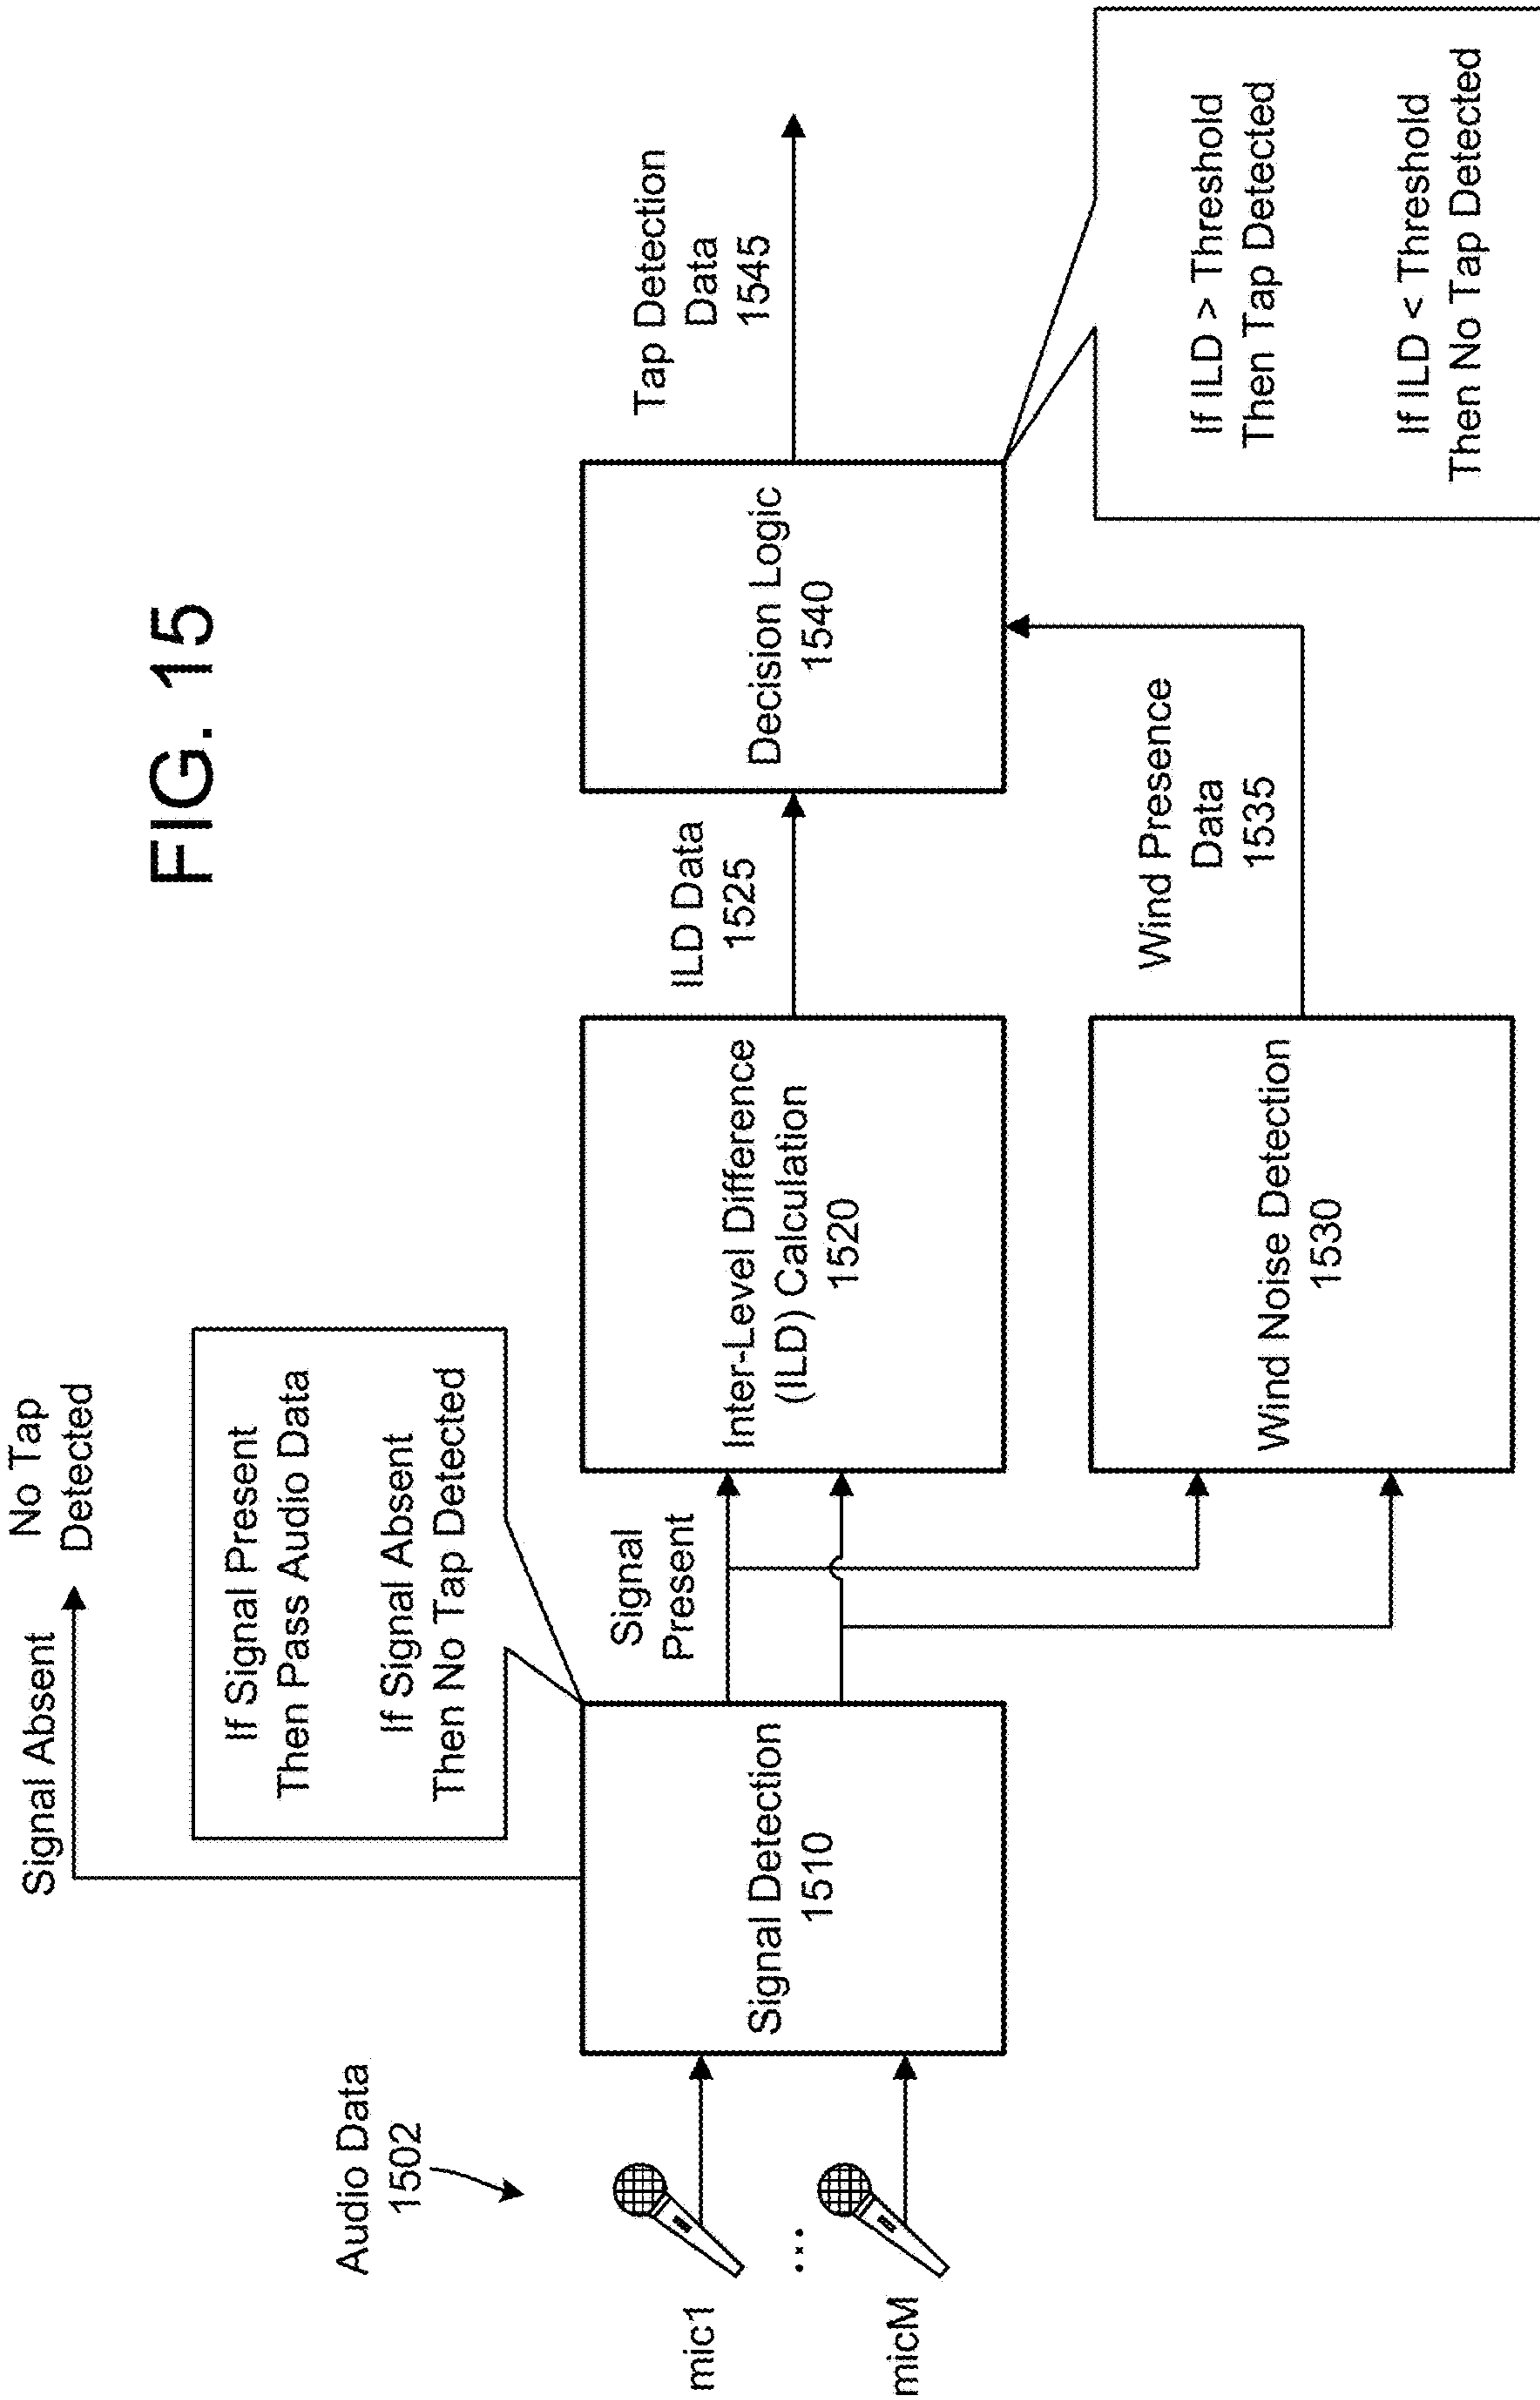 FIG. 15
Signal Absent
No Tap
Detected
If Signal Present
Then Pass Audio Data
If Signal Absent
Then No Tap Detected
Audio Data
1502
mic1
...
micM
Signal Detection
1510
Signal
Present
Inter-Level Difference
(ILD) Calculation
1520
ILD Data
1525
Wind Noise Detection
1530
Wind Presence
Data
1535
Decision Logic
1540
Tap Detection
Data
1545
If ILD > Threshold
Then Tap Detected
If ILD < Threshold
Then No Tap Detected